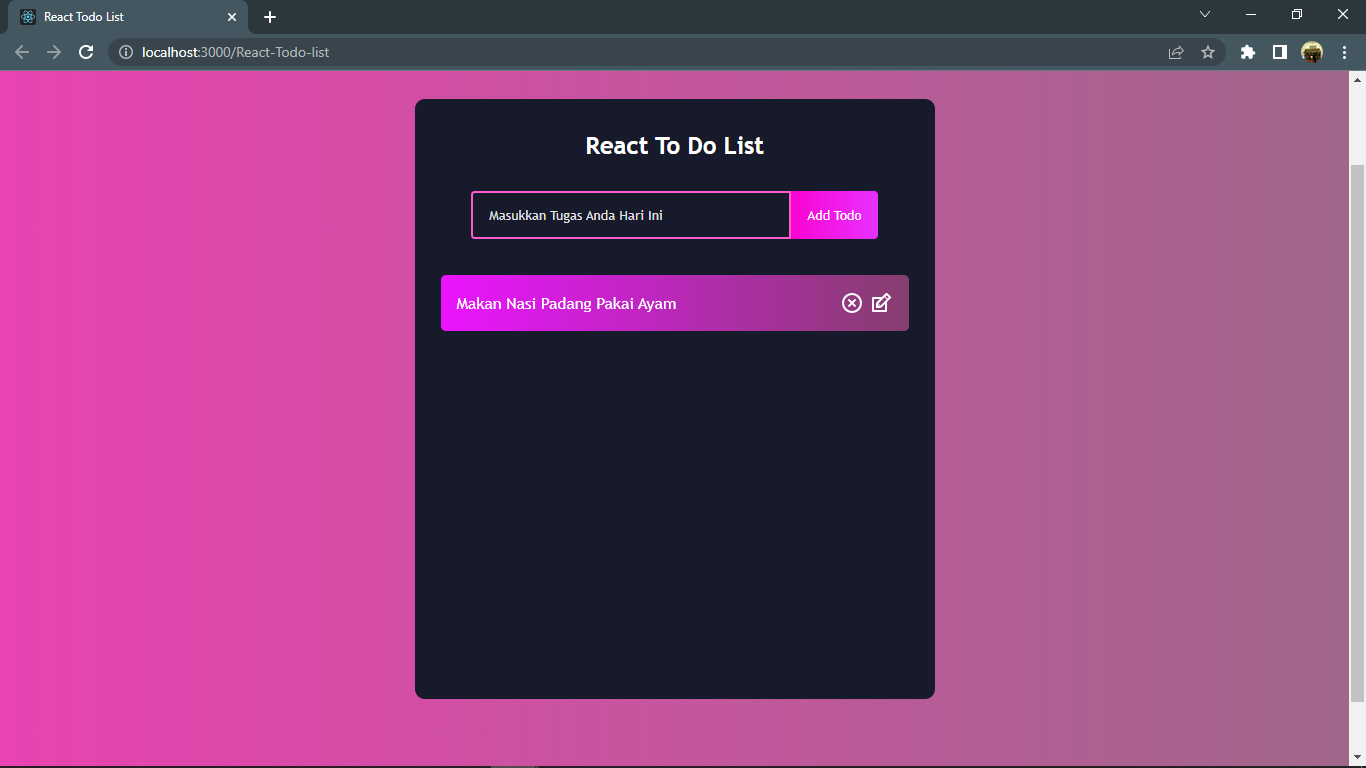 React Todo List
localhost:3000/React-Todo-list
React To Do List
Masukkan Tugas Anda Hari Ini
Add Todo
Makan Nasi Padang Pakai Ayam